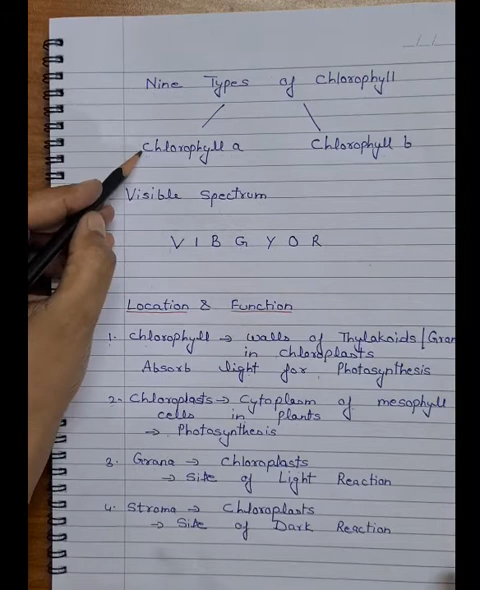 Nine Types of Chlorophyll
Chlorophyll a Chlorophyll b
Visible Spectrum
V I B G Y O R
Location & Function
1. Chlorophyll → Walls of Thylakoids/Gran
in chloroplasts
Absorb light for Photosynthesis
2. Chloroplasts → Cytoplasm of mesophyll
cells in plants
→ Photosynthesis
3. Grana → Chloroplasts
→ Site of Light Reaction
4. Stroma → Chloroplasts
→ Site of Dark Reaction